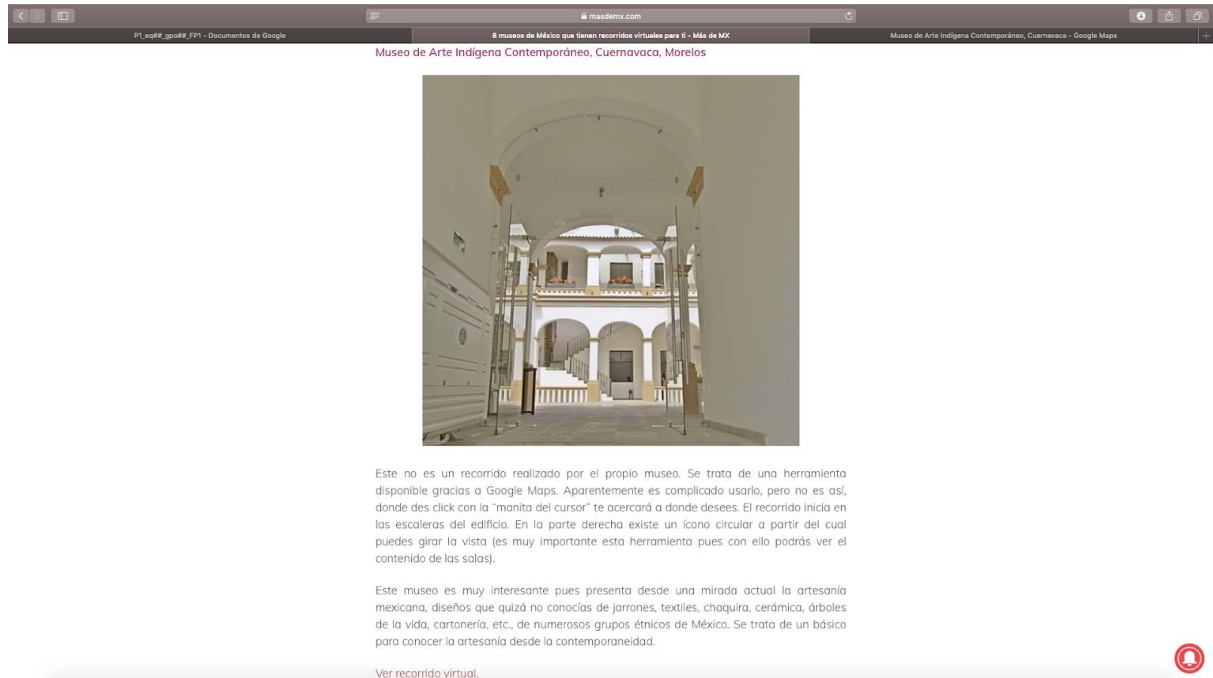 masdemx.com
P1_eq##_gpo##_FP1 - Documentos de Google
8 museos de México que tienen recorridos virtuales para ti - Más de MX
Museo de Arte Indígena Contemporáneo, Cuernavaca - Google Maps
Museo de Arte Indígena Contemporáneo, Cuernavaca, Morelos
Este no es un recorrido realizado por el propio museo. Se trata de una herramienta
disponible gracias a Google Maps. Aparentemente es complicado usarlo, pero no es así,
donde des click con la “manita del cursor” te acercará a donde desees. El recorrido inicia en
las escaleras del edificio. En la parte derecha existe un ícono circular a partir del cual
puedes girar la vista (es muy importante esta herramienta pues con ello podrás ver el
contenido de las salas).
Este museo es muy interesante pues presenta desde una mirada actual la artesanía
mexicana, diseños que quizá no conocías de jarrones, textiles, chaquira, cerámica, árboles
de la vida, cartonería, etc., de numerosos grupos étnicos de México. Se trata de un básico
para conocer la artesanía desde la contemporaneidad.
Ver recorrido virtual.